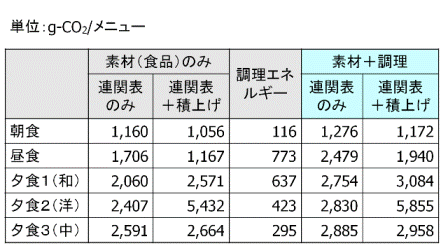 単位：g-CO2/メニュー
素材（食品）のみ 調理エネルギー 素材＋調理
連関表のみ 連関表＋積上げ 連関表のみ 連関表＋積上げ
朝食 1,160 1,056 116 1,276 1,172
昼食 1,706 1,167 773 2,479 1,940
夕食1（和） 2,060 2,571 637 2,754 3,084
夕食2（洋） 2,407 5,432 423 2,830 5,855
夕食3（中） 2,591 2,664 295 2,885 2,958